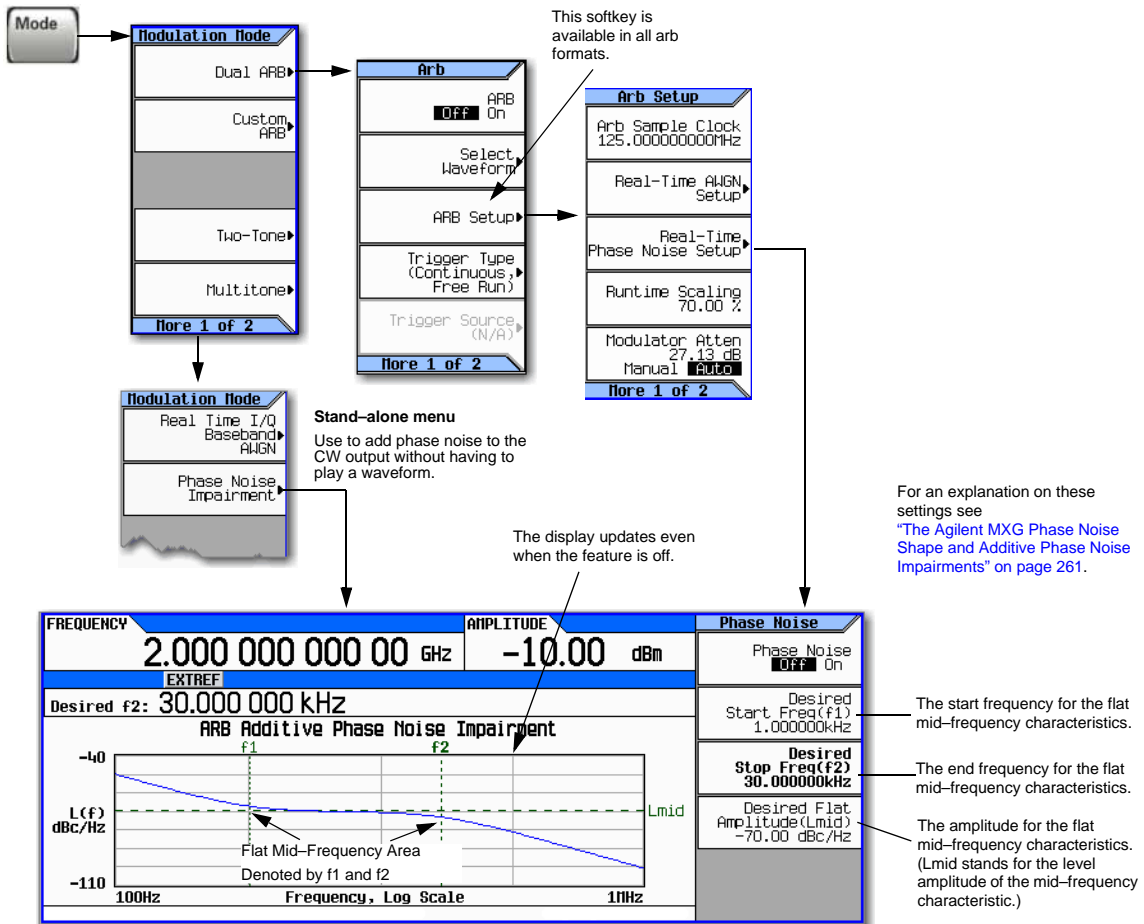 Mode
Modulation Mode
Dual ARB
Custom
ARB
Two-Tone
Multitone
More 1 of 2
Arb
ARB
Off On
Select
Waveform
ARB Setup
Trigger Type
(Continuous,
Free Run)
Trigger Source
(N/A)
More 1 of 2
This softkey is
available in all arb
formats.
Arb Setup
Arb Sample Clock
125.000000000MHz
Real-Time AWGN
Setup
Real-Time
Phase Noise Setup
Runtime Scaling
70.00 %
Modulator Atten
27.13 dB
Manual Auto
More 1 of 2
Modulation Mode
Real Time I/Q
Baseband
AWGN
Phase Noise
Impairment
Stand–alone menu
Use to add phase noise to the
CW output without having to
play a waveform.
The display updates even
when the feature is off.
For an explanation on these
settings see
“The Agilent MXG Phase Noise
Shape and Additive Phase Noise
Impairments” on page 261.
FREQUENCY
2.000 000 000 00 GHz
AMPLITUDE
-10.00 dBm
EXTREF
Desired f2: 30.000 000 kHz
ARB Additive Phase Noise Impairment
f1 f2
-40
L(f)
dBc/Hz
Lmid
Flat Mid–Frequency Area
Denoted by f1 and f2
-110
100Hz Frequency, Log Scale 1MHz
Phase Noise
Phase Noise
Off On
Desired
Start Freq(f1)
1.000000kHz
Desired
Stop Freq(f2)
30.000000kHz
Desired Flat
Amplitude(Lmid)
-70.00 dBc/Hz
The start frequency for the flat
mid–frequency characteristics.
The end frequency for the flat
mid–frequency characteristics.
The amplitude for the flat
mid–frequency characteristics.
(Lmid stands for the level
amplitude of the mid–frequency
characteristic.)